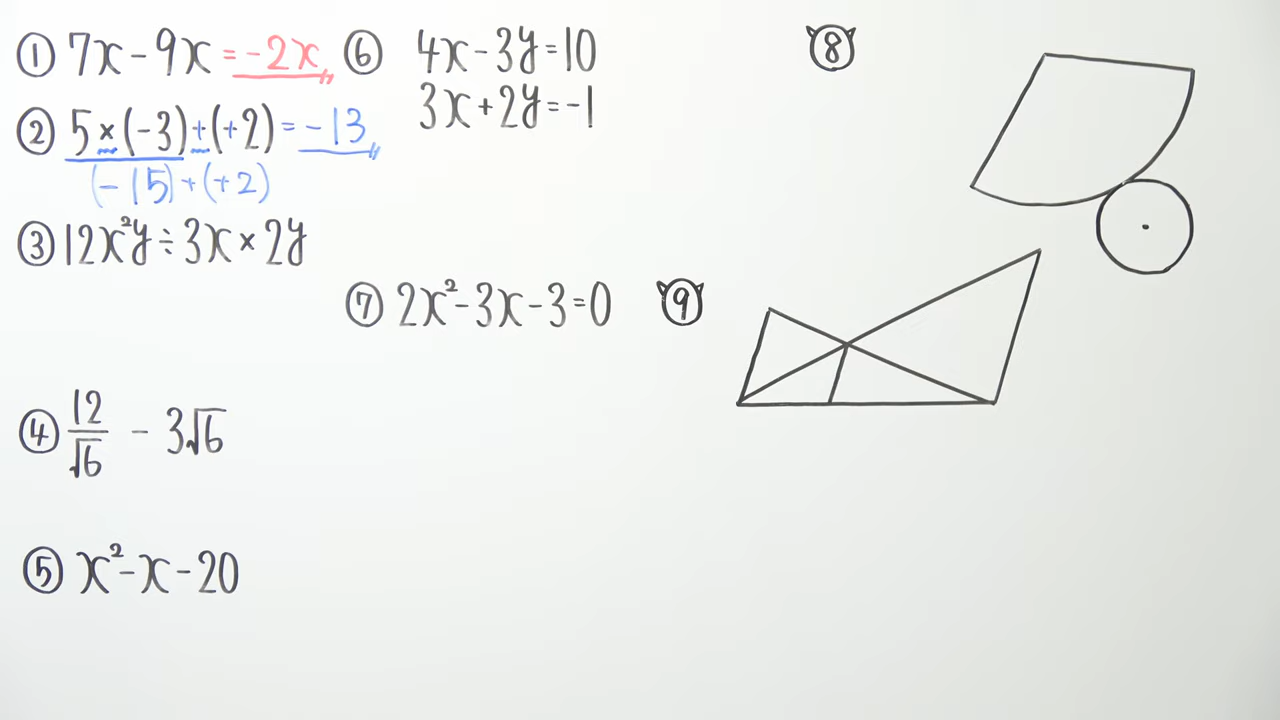 ① 7x - 9x = -2x
② 5 × (-3) + (+2) = -13
(-15) + (+2)
③ 12x²y ÷ 3x × 2y
④ 12/√6 - 3√6
⑤ x² - x - 20
⑥ 4x - 3y = 10
3x + 2y = -1
⑦ 2x² - 3x - 3 = 0
⑧
⑨